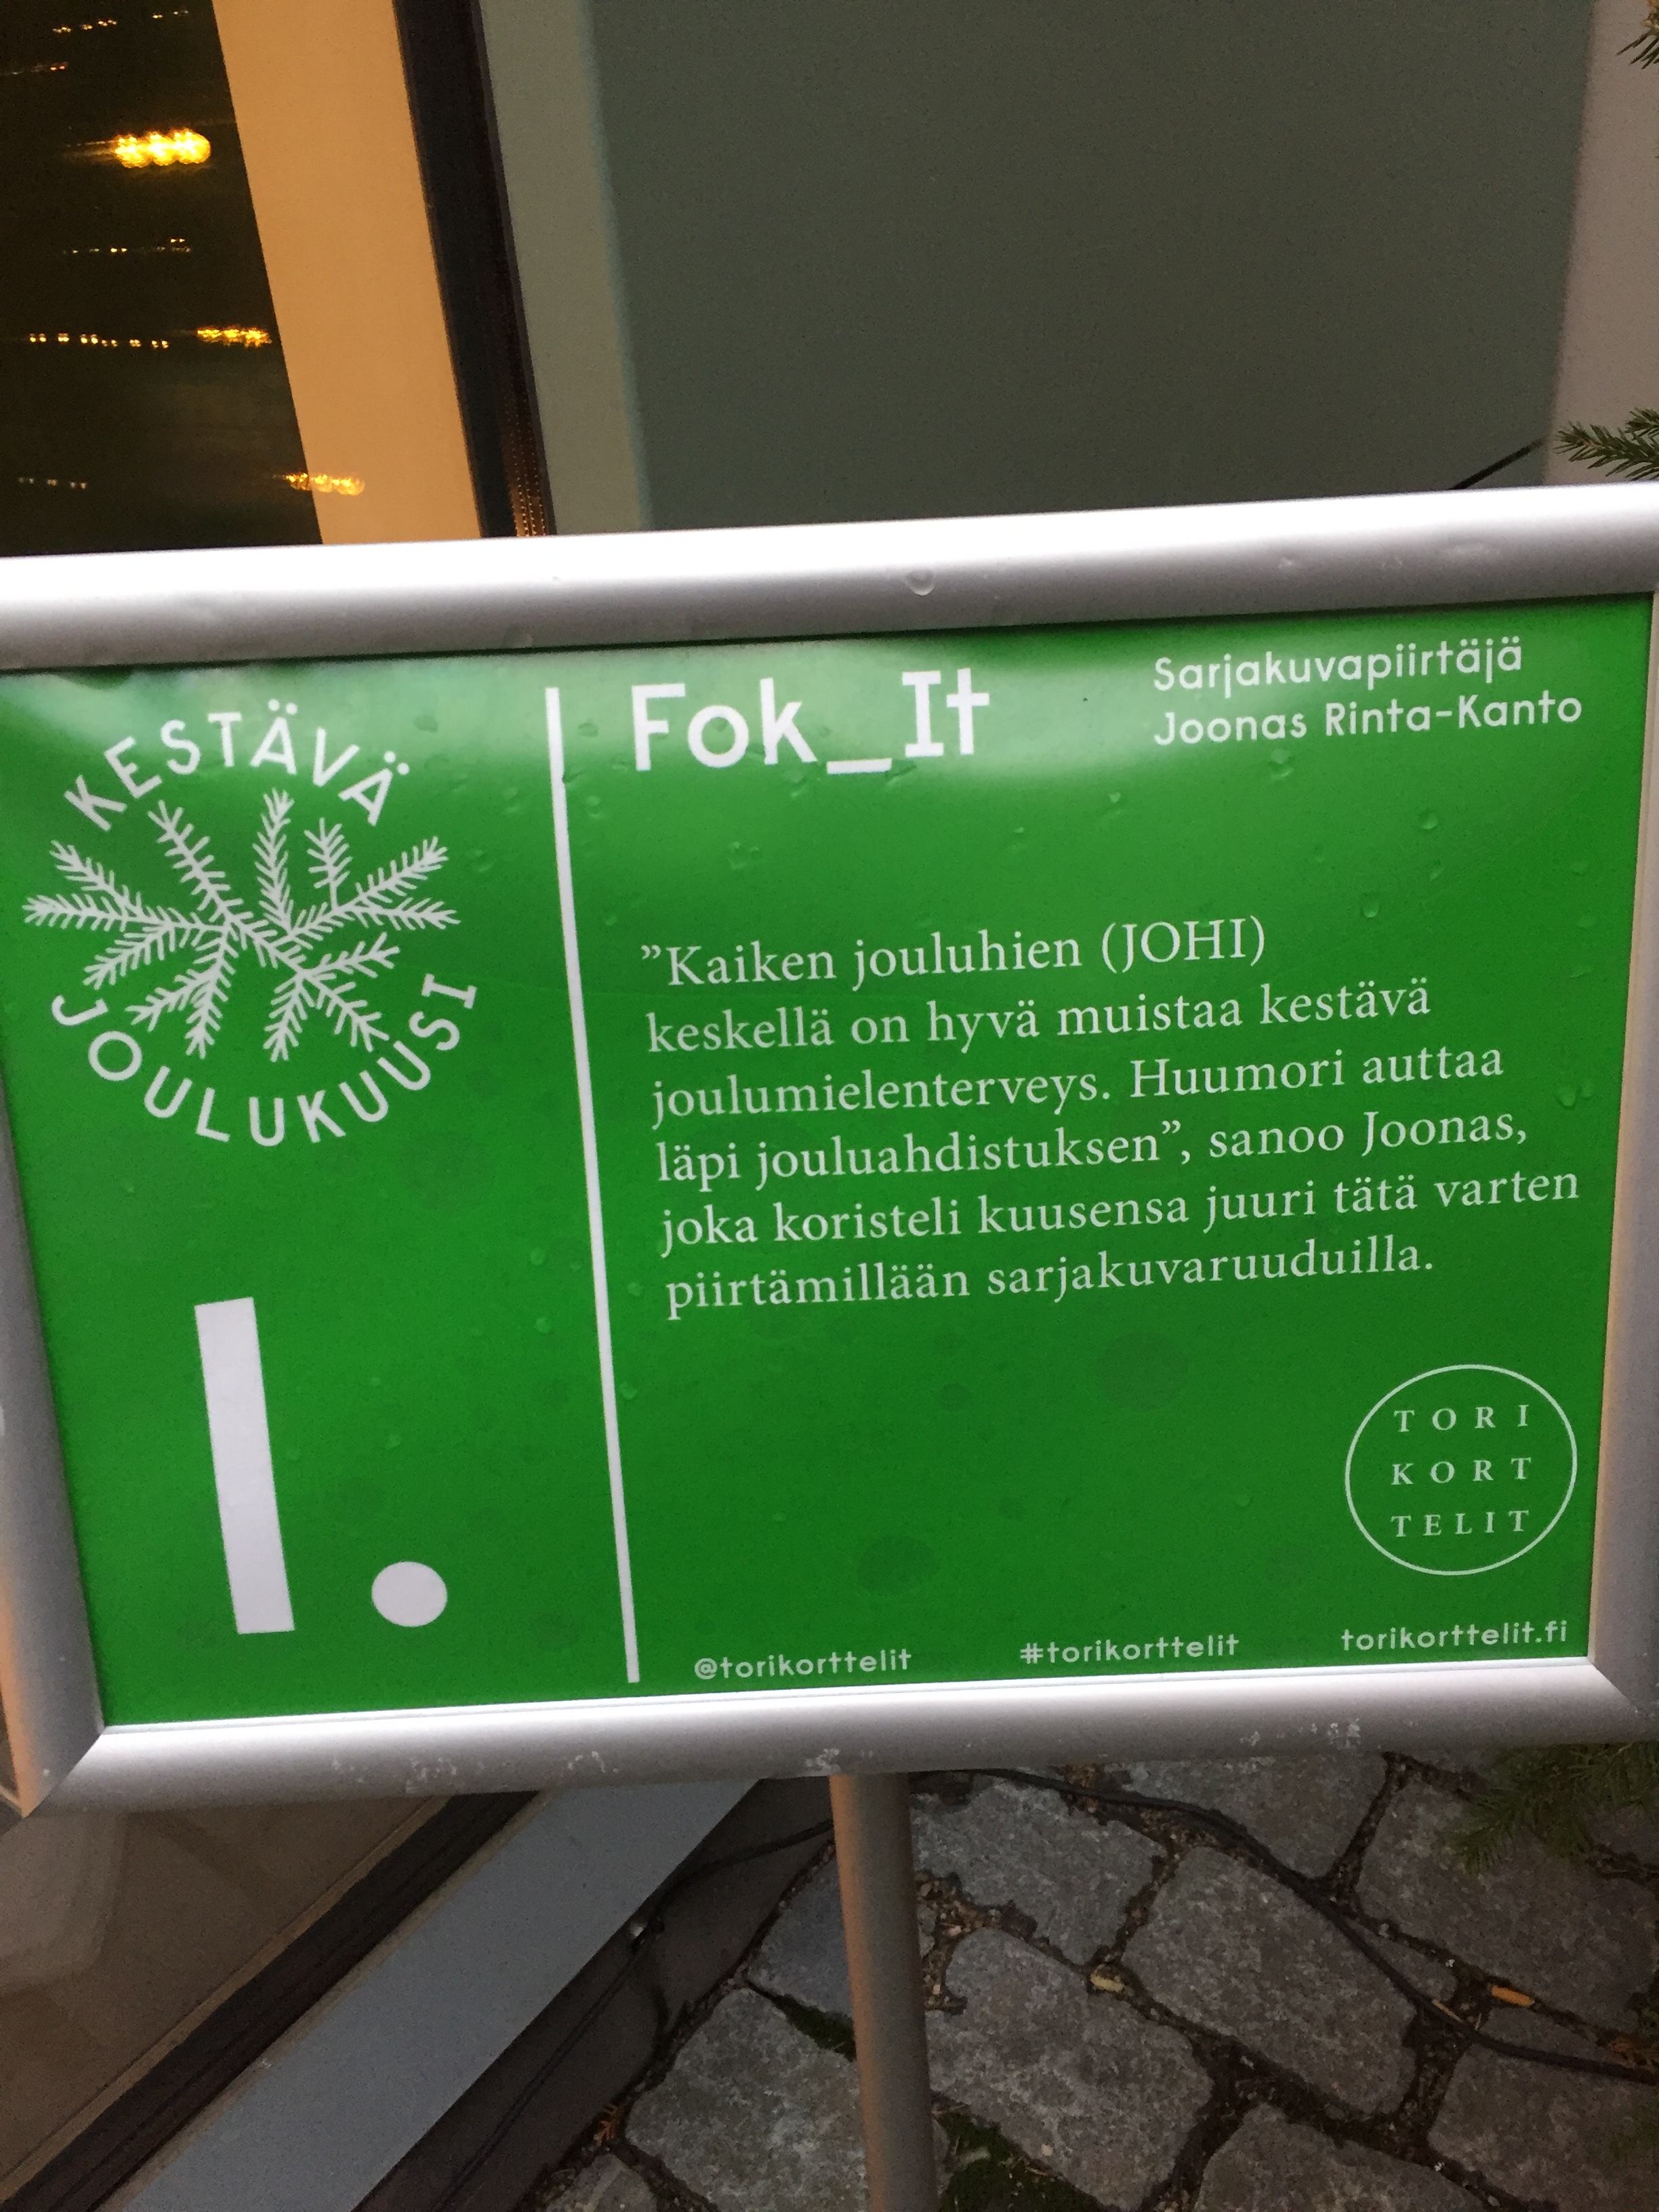 KESTÄVÄ
JOULUKUUSI
1.
Fok_It
Sarjakuvapiirtäjä
Joonas Rinta-Kanto
”Kaiken jouluhien (JOHI)
keskellä on hyvä muistaa kestävä
joulumielenterveys. Huumori auttaa
läpi jouluahdistuksen”, sanoo Joonas,
joka koristeli kuusensa juuri tätä varten
piirtämillään sarjakuvaruuduilla.
TORI
KORT
TELIT
@torikorttelit
#torikorttelit
torikorttelit.fi